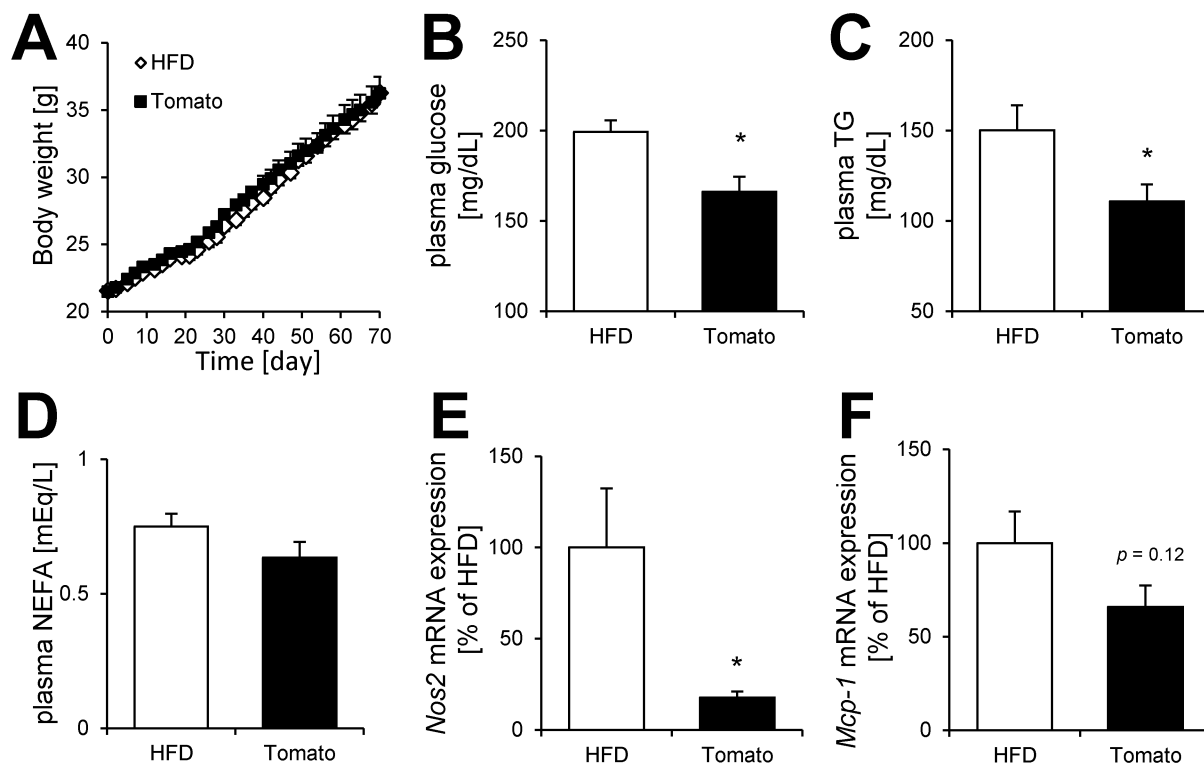 A
40
35
30
25
20
Body weight [g]
HFD
Tomato
0 10 20 30 40 50 60 70
Time [day]
B
250
200
150
100
plasma glucose
[mg/dL]
*
HFD Tomato
C
200
150
100
50
plasma TG
[mg/dL]
*
HFD Tomato
D
1
0.5
0
plasma NEFA [mEq/L]
HFD Tomato
E
150
100
50
0
Nos2 mRNA expression
[% of HFD]
*
HFD Tomato
F
150
100
50
0
Mcp-1 mRNA expression
[% of HFD]
p = 0.12
HFD Tomato